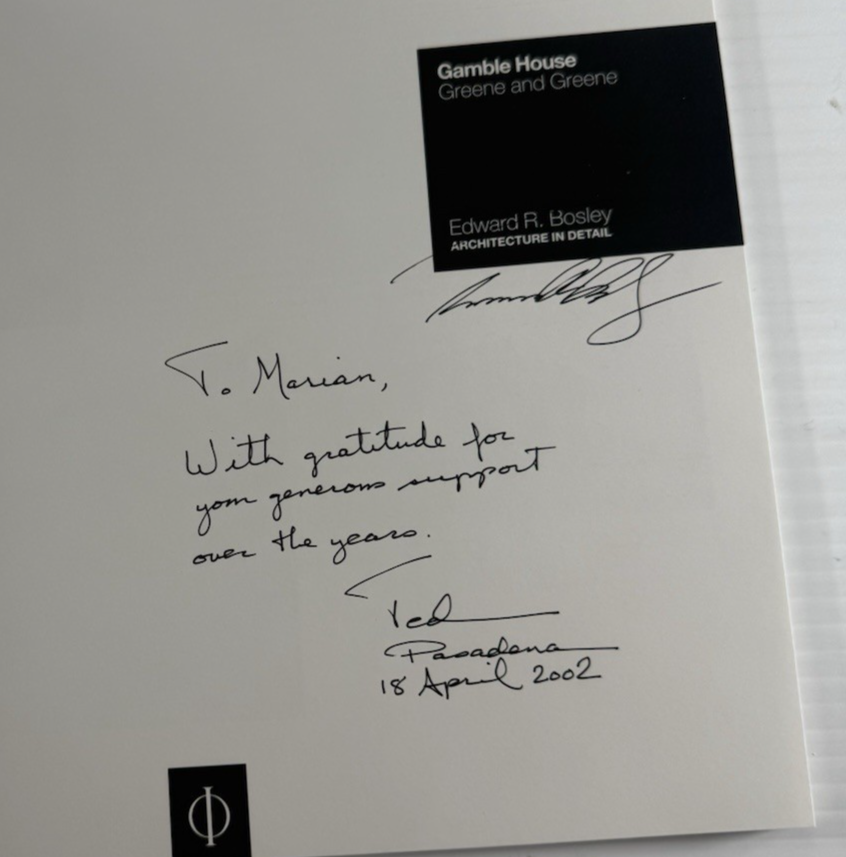 Gamble House
Greene and Greene
Edward R. Bosley
ARCHITECTURE IN DETAIL
To Marian,
With gratitude for
your generous support
over the years.
Ted
Pasadena
18 April 2002